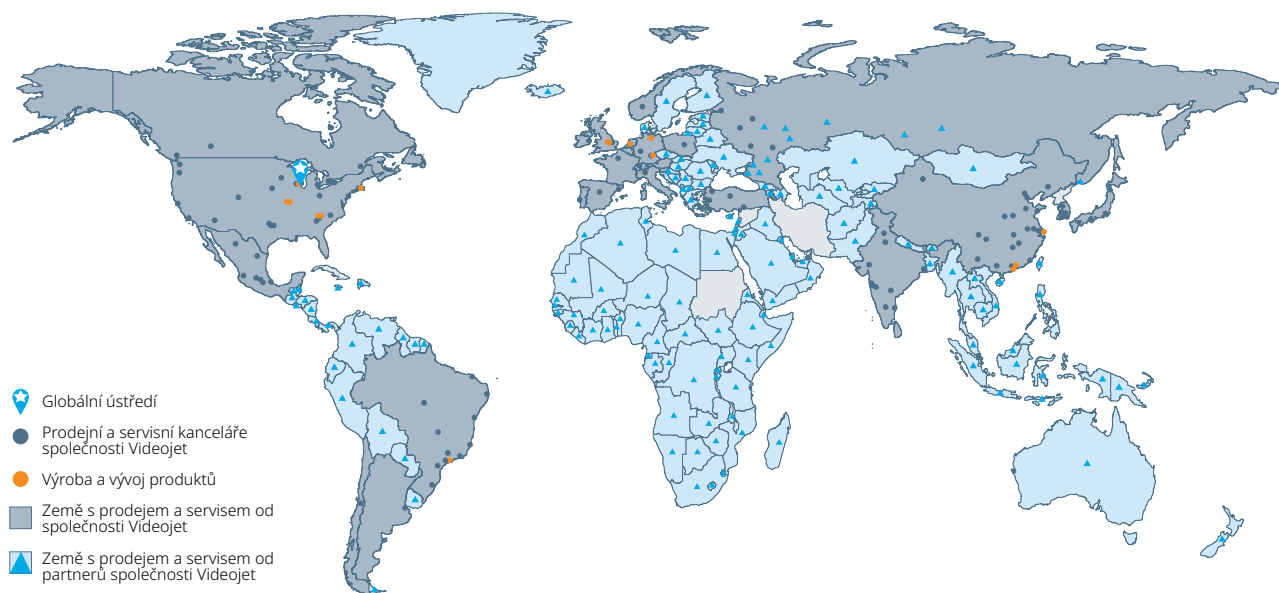 Globální ústředí
Prodejní a servisní kanceláře
společnosti Videojet
Výroba a vývoj produktů
Země s prodejem a servisem od
společnosti Videojet
Země s prodejem a servisem od
partnerů společnosti Videojet